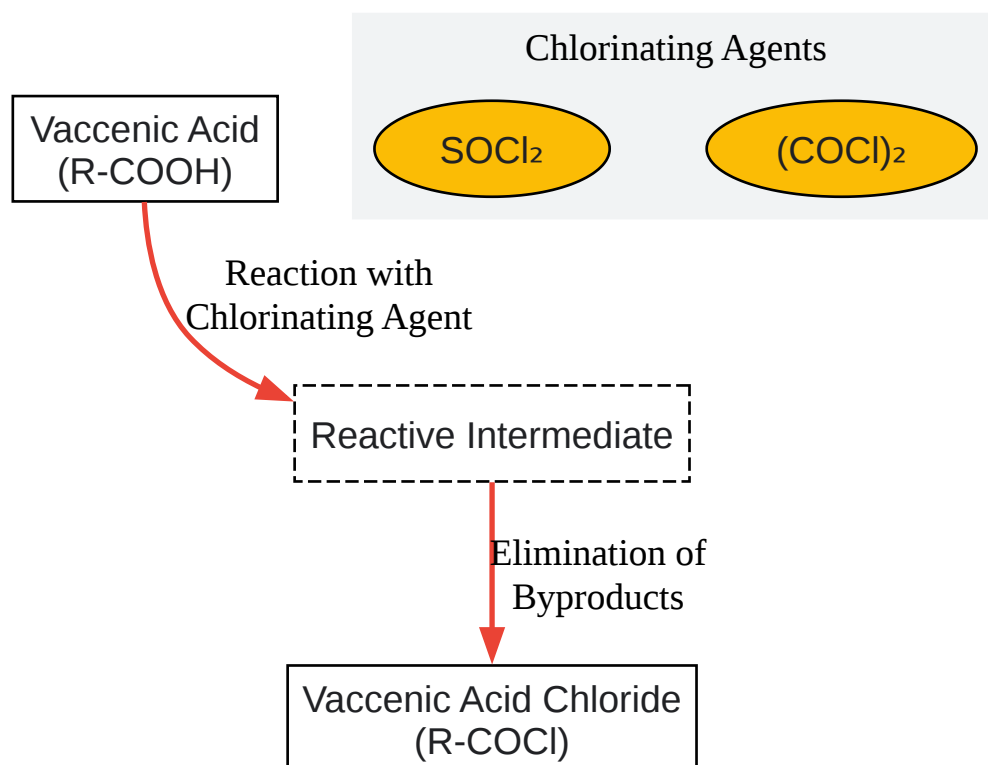 Chlorinating Agents
SOCl₂
(COCl)₂
Vaccenic Acid
(R-COOH)
Reaction with
Chlorinating Agent
Reactive Intermediate
Elimination of
Byproducts
Vaccenic Acid Chloride
(R-COCl)